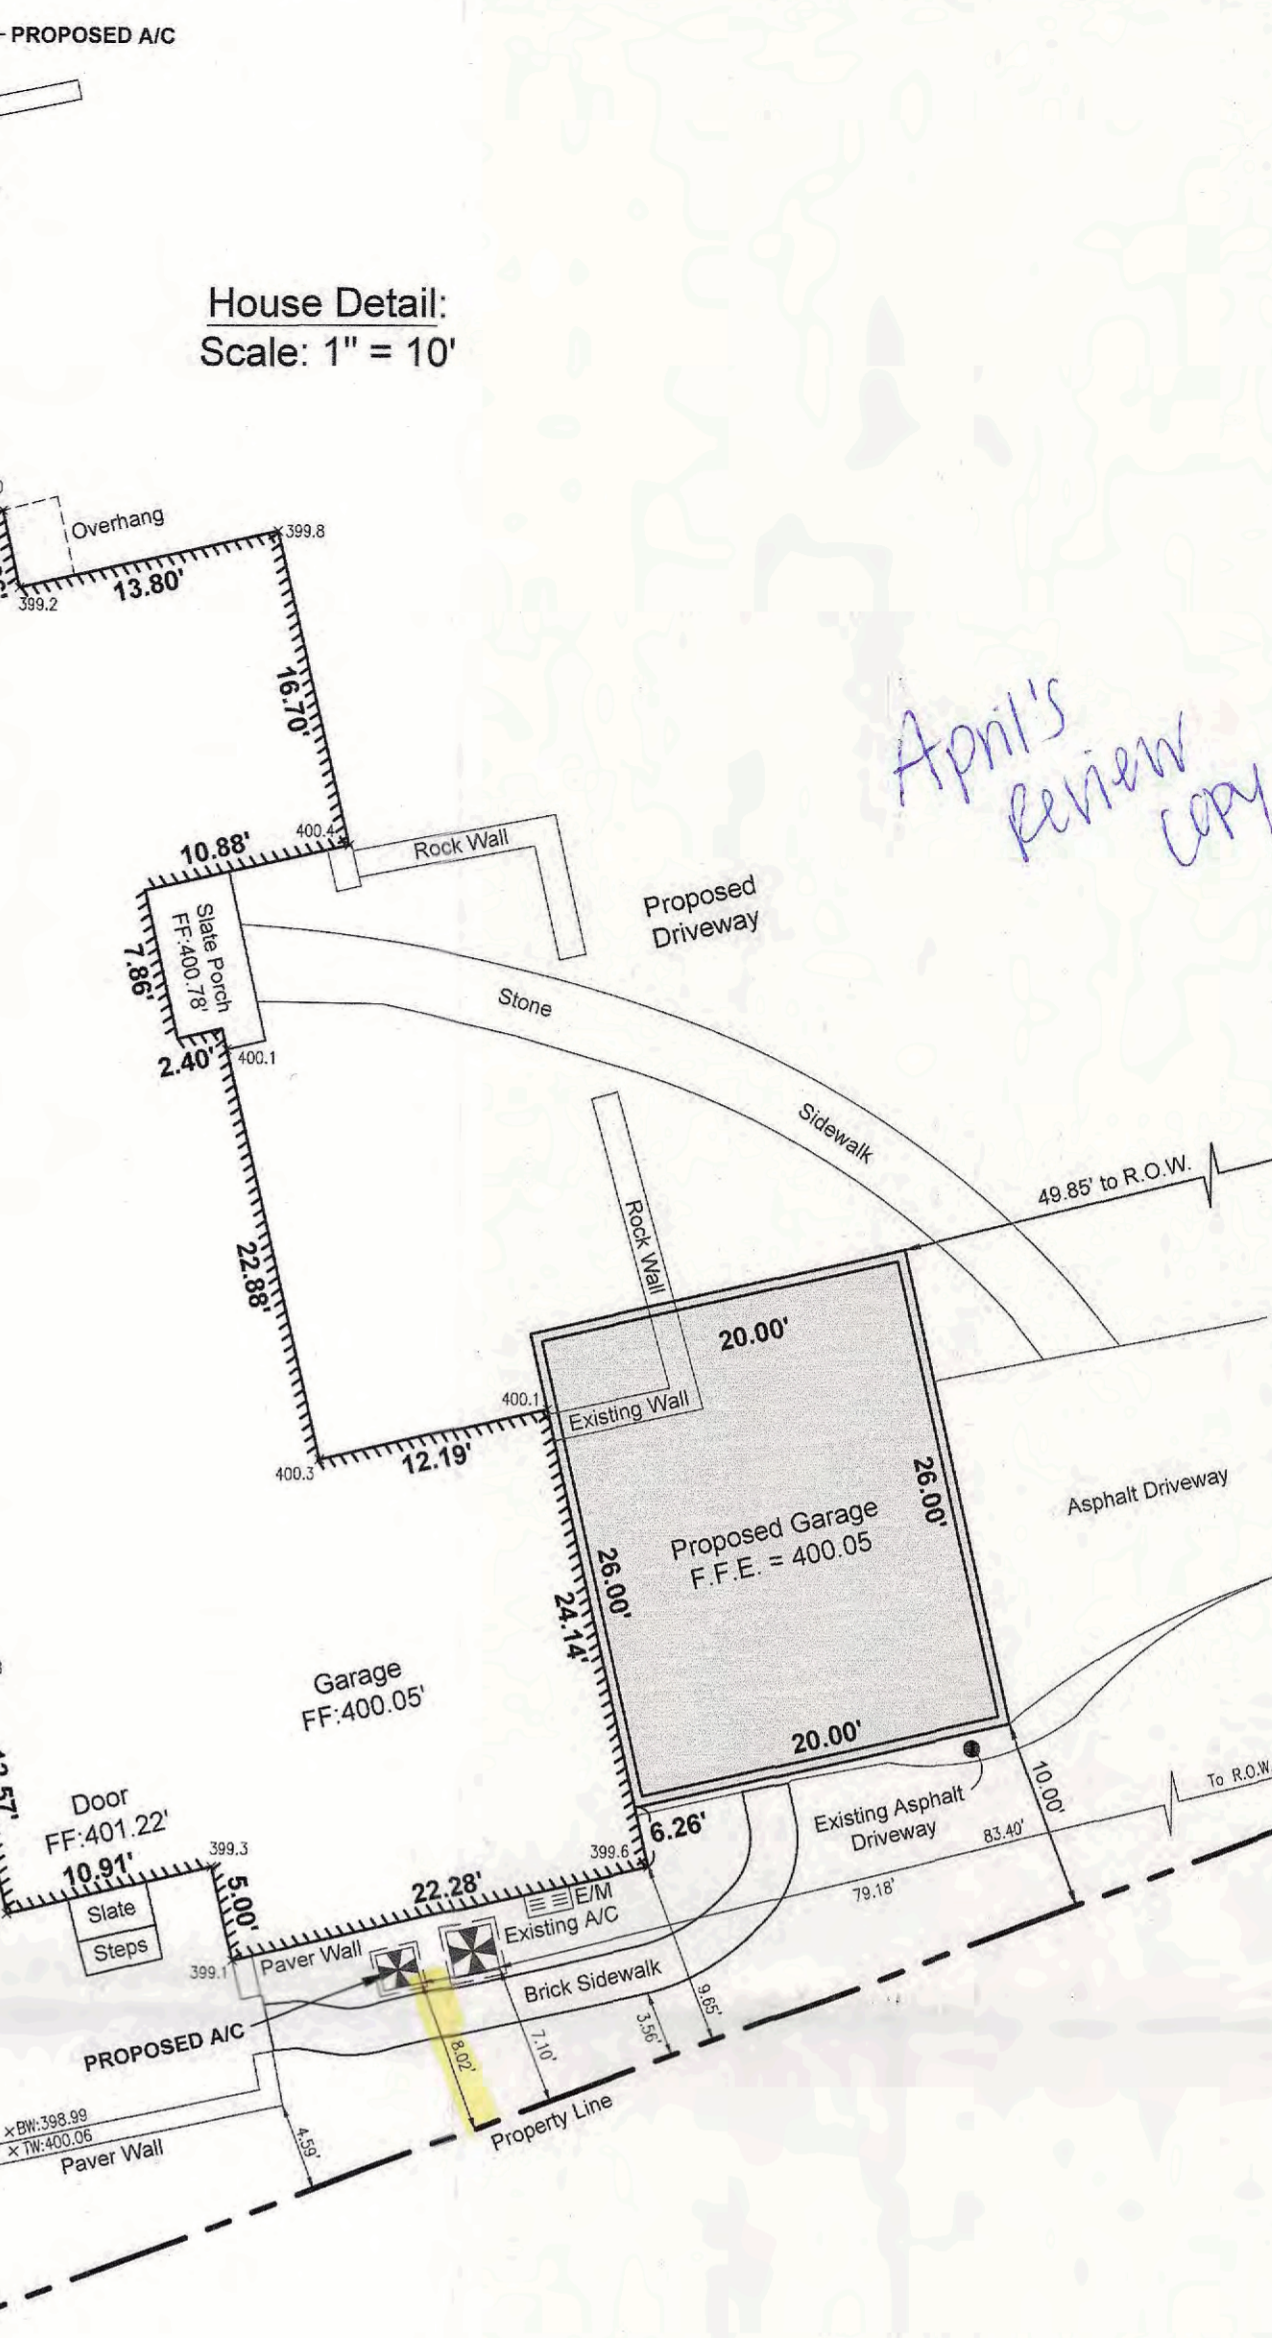 PROPOSED A/C
House Detail:
Scale: 1" = 10'
Overhang
399.8
13.80'
399.2
16.70'
April's
Review
Copy
10.88'
400.4
Rock Wall
Proposed
Driveway
Slate Porch
FF:400.78'
7.86'
Stone
2.40'
400.1
Sidewalk
49.85' to R.O.W.
Rock Wall
22.88'
20.00'
400.1
Existing Wall
12.19'
400.3
26.00'
Asphalt Driveway
Proposed Garage
F.F.E. = 400.05
26.00'
24.14'
Garage
FF:400.05'
20.00'
10.00'
To R.O.W.
Door
FF:401.22'
Existing Asphalt
Driveway
6.26'
83.40'
399.6
399.3
10.91'
5.00'
22.28'
79.18'
E/M
Existing A/C
Slate
Steps
Paver Wall
399.1
Brick Sidewalk
9.65'
3.56'
PROPOSED A/C
8.02'
7.10'
Property Line
×BW:398.99
×TW:400.06
Paver Wall
4.59'